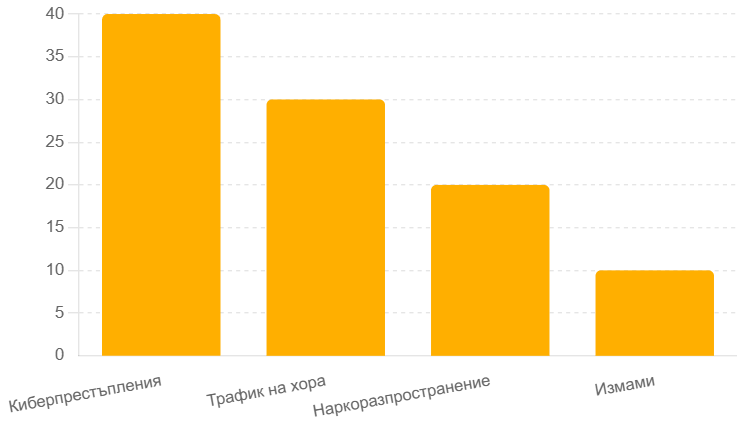 40
35
30
25
20
15
10
5
0
Киберпрестъпления
Трафик на хора
Наркоразпространение
Измами